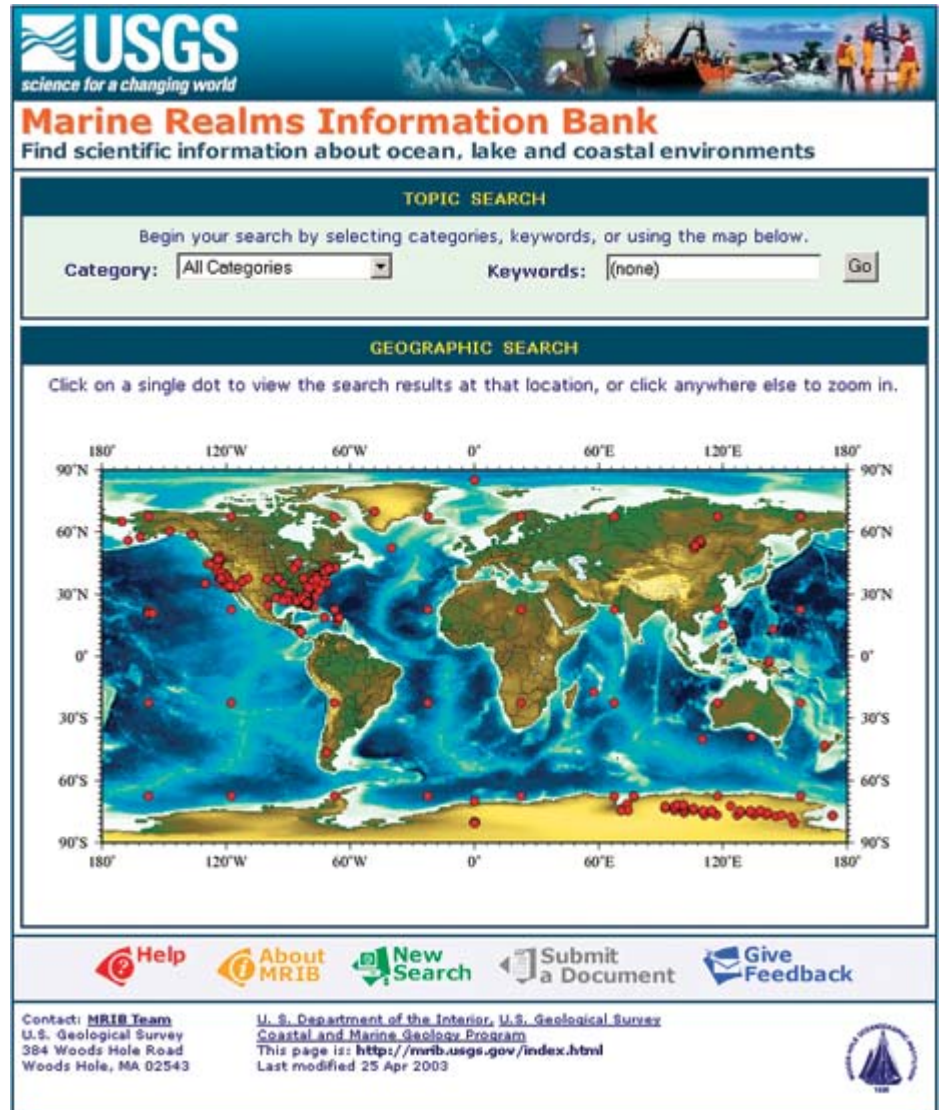 USGS
science for a changing world
Marine Realms Information Bank
Find scientific information about ocean, lake and coastal environments
TOPIC SEARCH
Begin your search by selecting categories, keywords, or using the map below.
Category: All Categories Keywords: (none) Go
GEOGRAPHIC SEARCH
Click on a single dot to view the search results at that location, or click anywhere else to zoom in.
180° 120°W 60°W 0° 60°E 120°E 180°
90°N 90°N
60°N 60°N
30°N 30°N
0° 0°
30°S 30°S
60°S 60°S
90°S 90°S
180° 120°W 60°W 0° 60°E 120°E 180°
Help
About MRIB
New Search
Submit a Document
Give Feedback
Contact: MRIB Team
U.S. Geological Survey
384 Woods Hole Road
Woods Hole, MA 02543
U. S. Department of the Interior, U.S. Geological Survey
Coastal and Marine Geology Program
This page is: http://mrib.usgs.gov/index.html
Last modified 25 Apr 2003